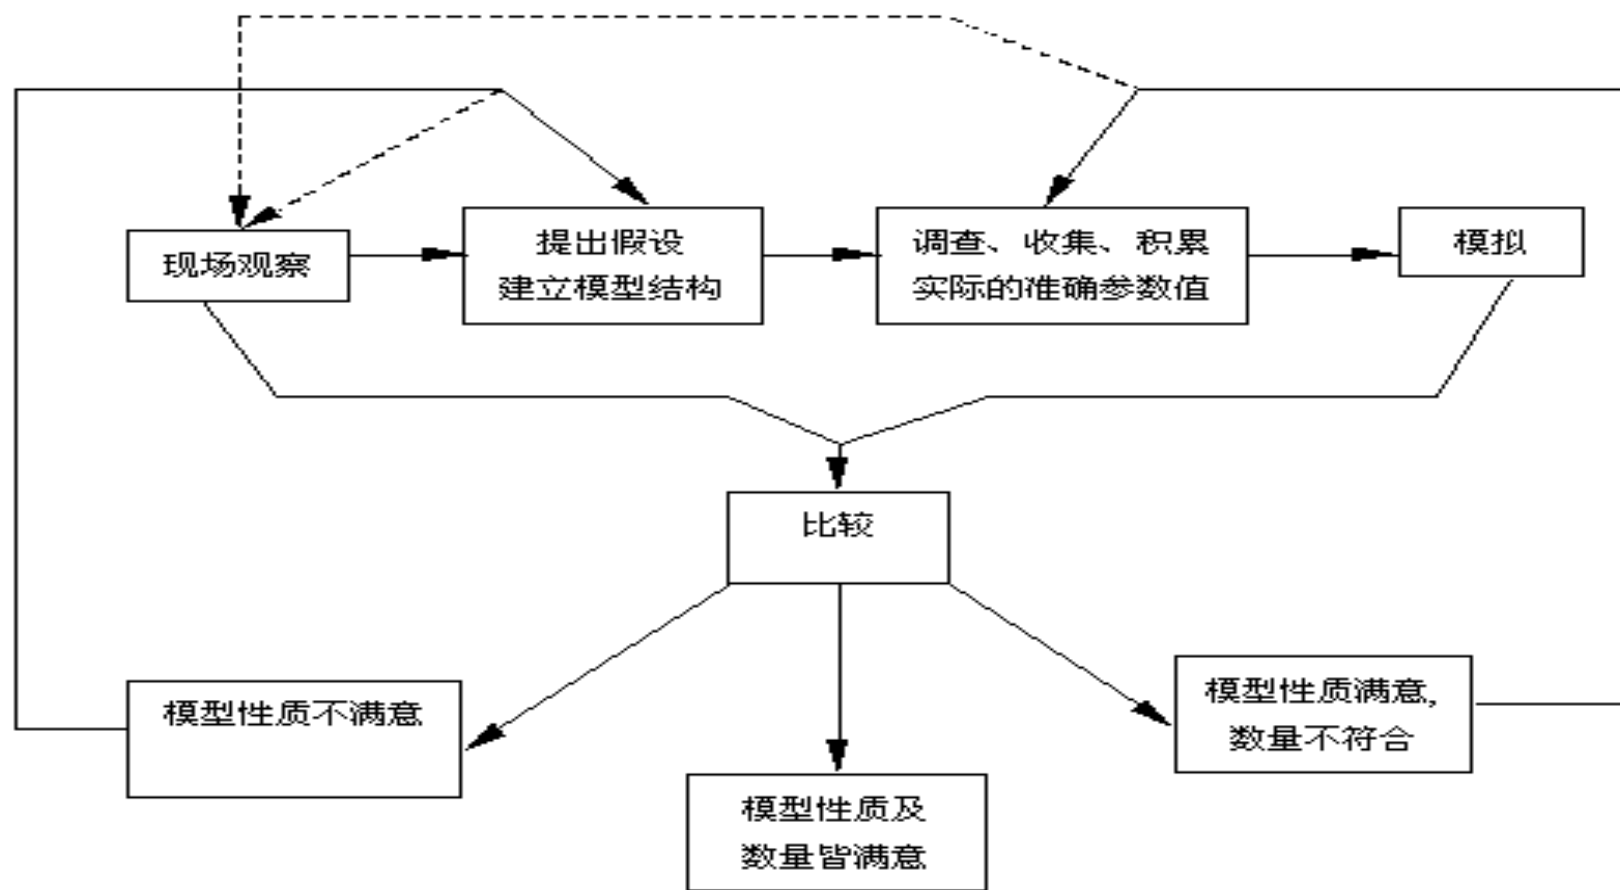 现场观察
提出假设
建立模型结构
调查、收集、积累
实际的准确参数值
模拟
比较
模型性质不满意
模型性质及
数量皆满意
模型性质满意,
数量不符合